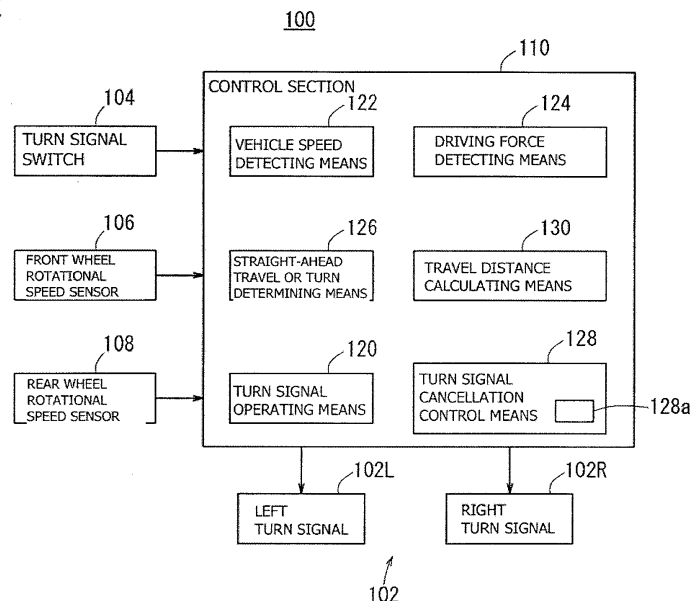 100
110
CONTROL SECTION
104
TURN SIGNAL
SWITCH
122
VEHICLE SPEED
DETECTING MEANS
124
DRIVING FORCE
DETECTING MEANS
106
FRONT WHEEL
ROTATIONAL
SPEED SENSOR
126
STRAIGHT-AHEAD
TRAVEL OR TURN
DETERMINING MEANS
130
TRAVEL DISTANCE
CALCULATING MEANS
108
REAR WHEEL
ROTATIONAL
SPEED SENSOR
120
TURN SIGNAL
OPERATING MEANS
128
TURN SIGNAL
CANCELLATION
CONTROL MEANS
128a
102L
LEFT
TURN SIGNAL
102R
RIGHT
TURN SIGNAL
102